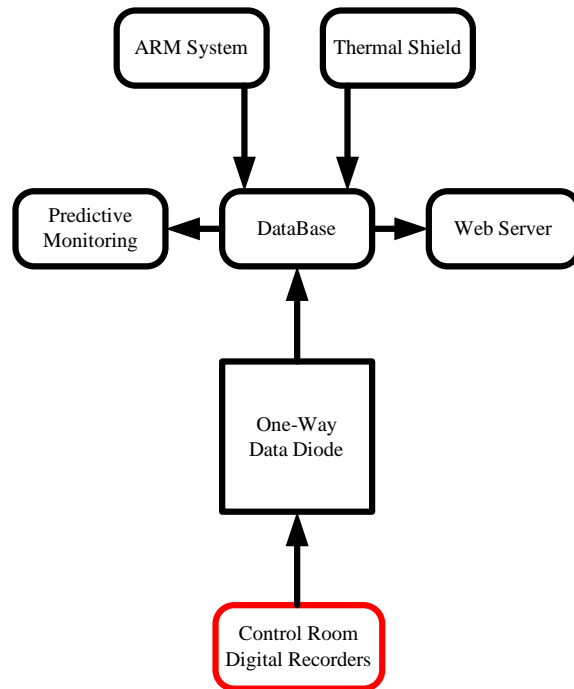 ARM System
Thermal Shield
Predictive
Monitoring
DataBase
Web Server
One-Way
Data Diode
Control Room
Digital Recorders